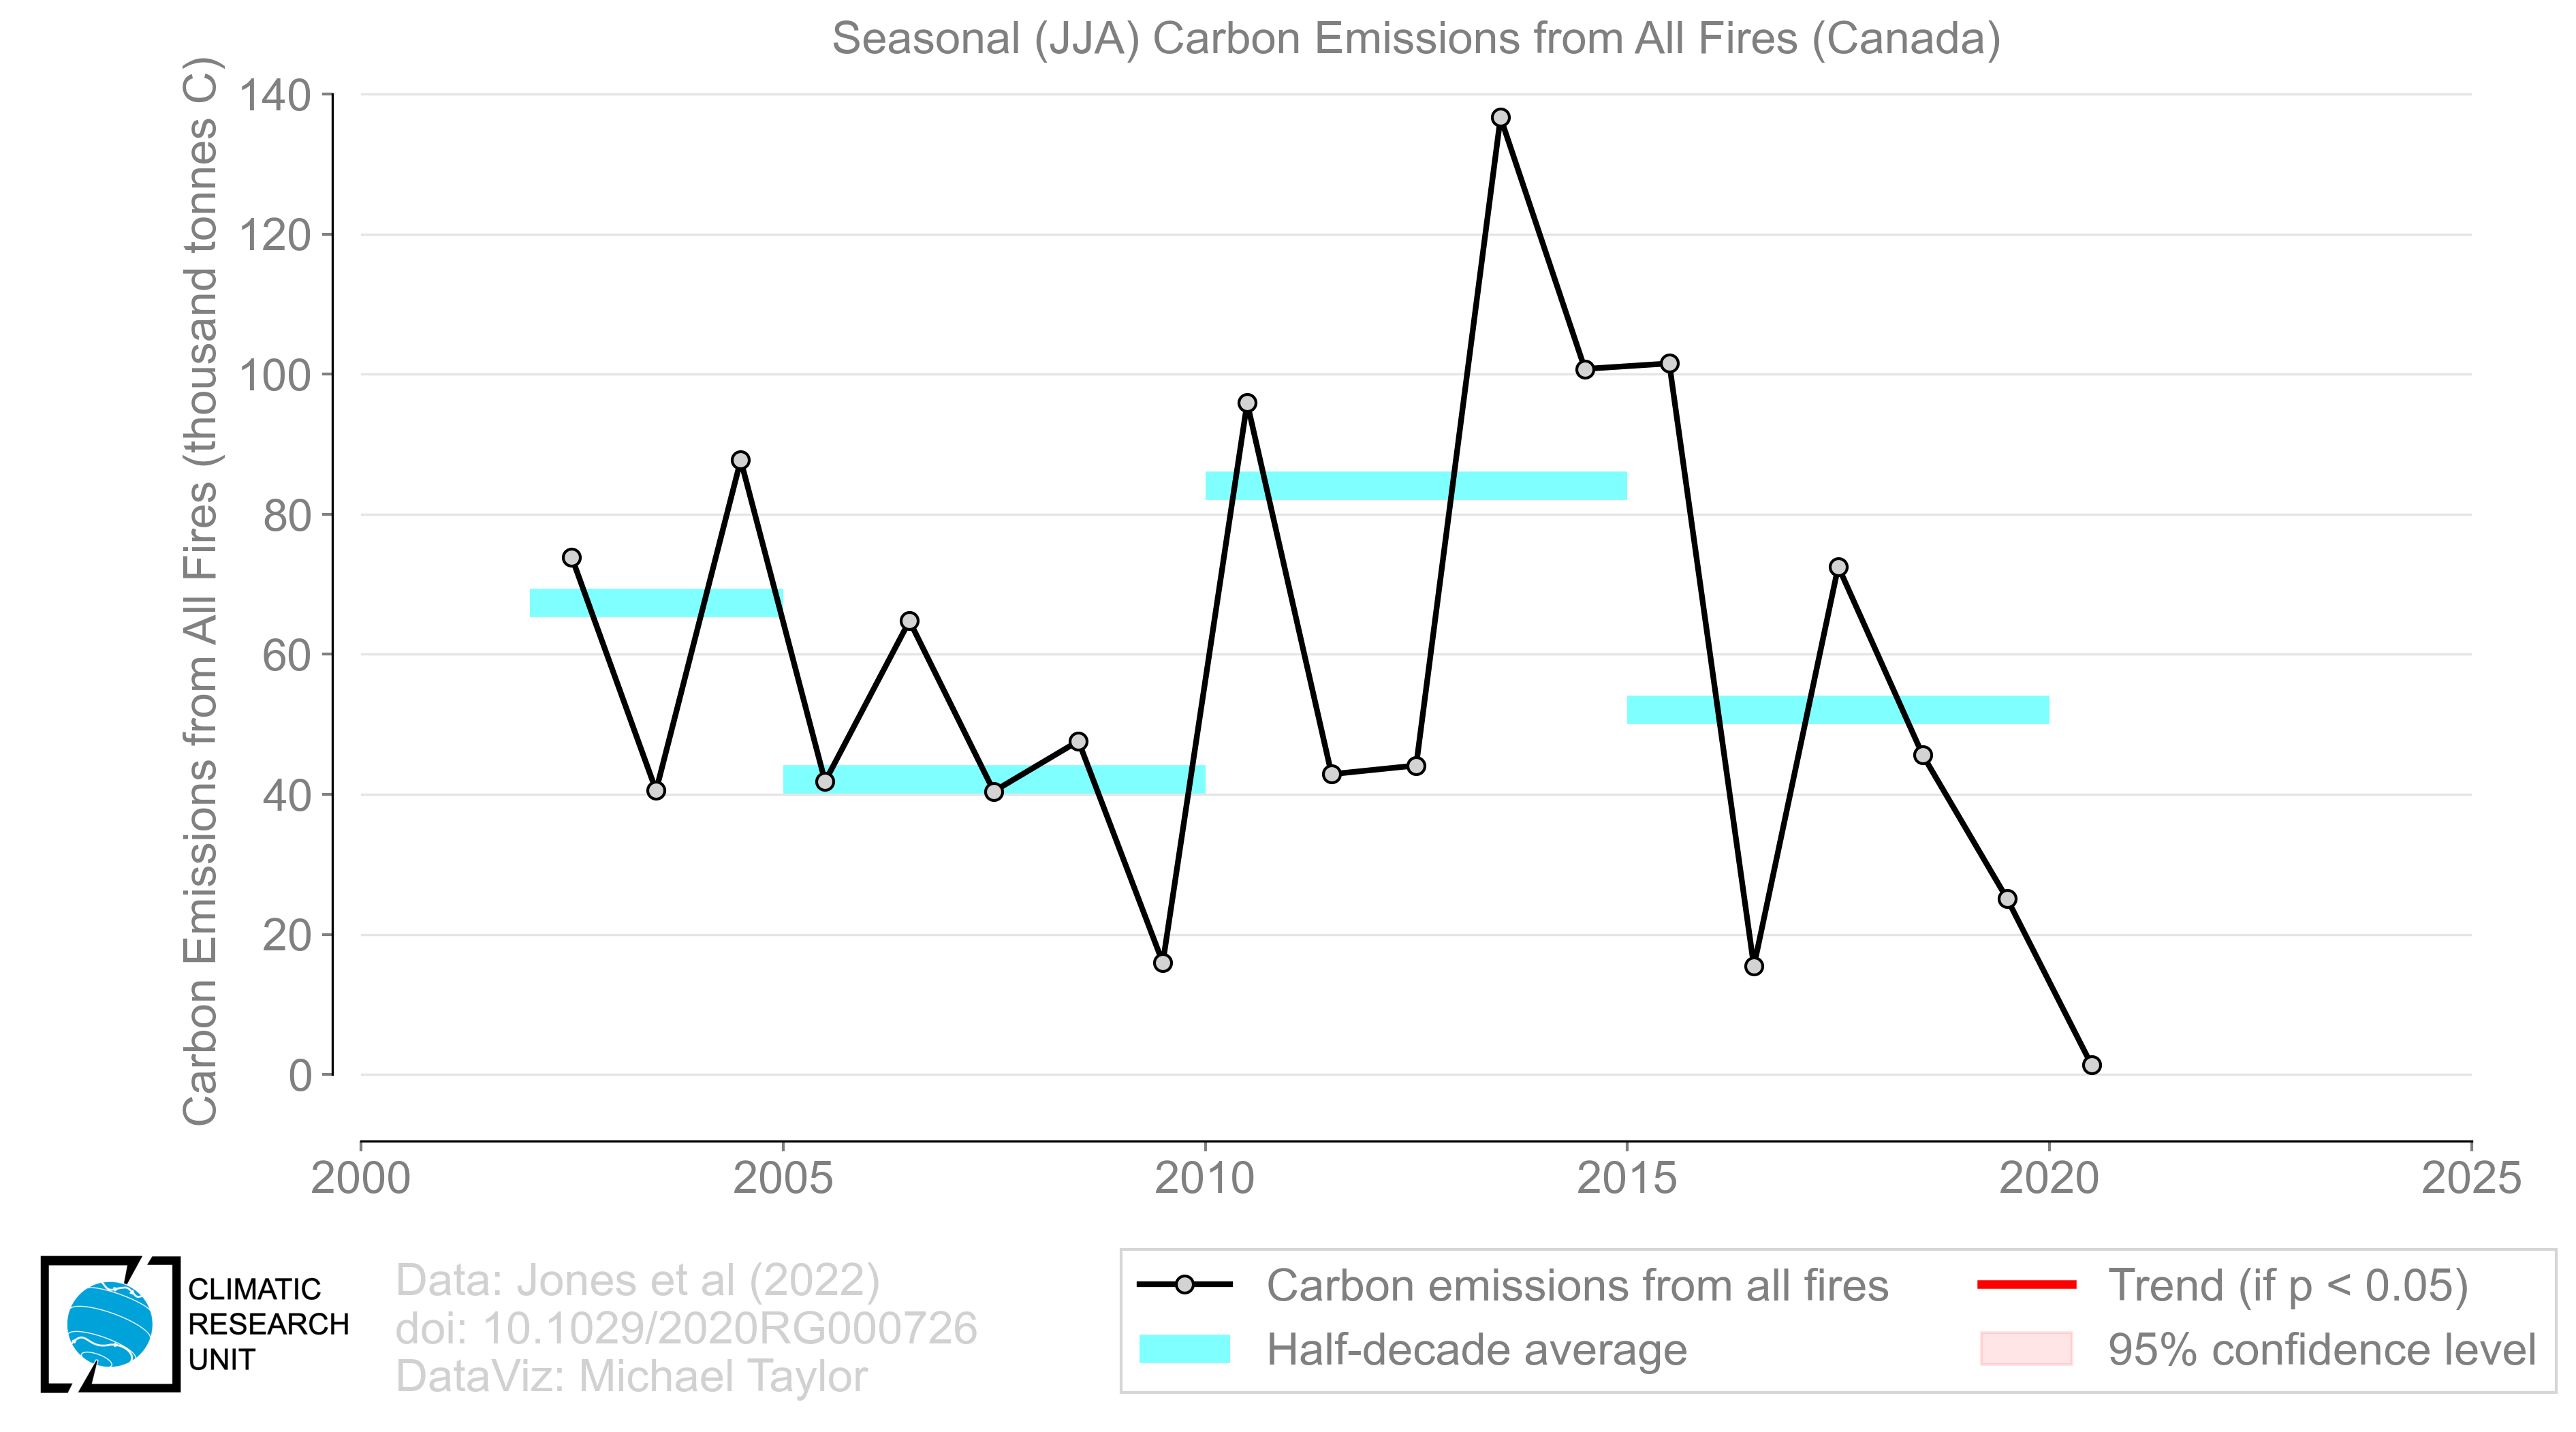 Seasonal (JJA) Carbon Emissions from All Fires (Canada)
Carbon Emissions from All Fires (thousand tonnes C)
140
120
100
80
60
40
20
0
2000 2005 2010 2015 2020 2025
CLIMATIC
RESEARCH
UNIT
Data: Jones et al (2022)
doi: 10.1029/2020RG000726
DataViz: Michael Taylor
Carbon emissions from all fires
Half-decade average
Trend (if p < 0.05)
95% confidence level